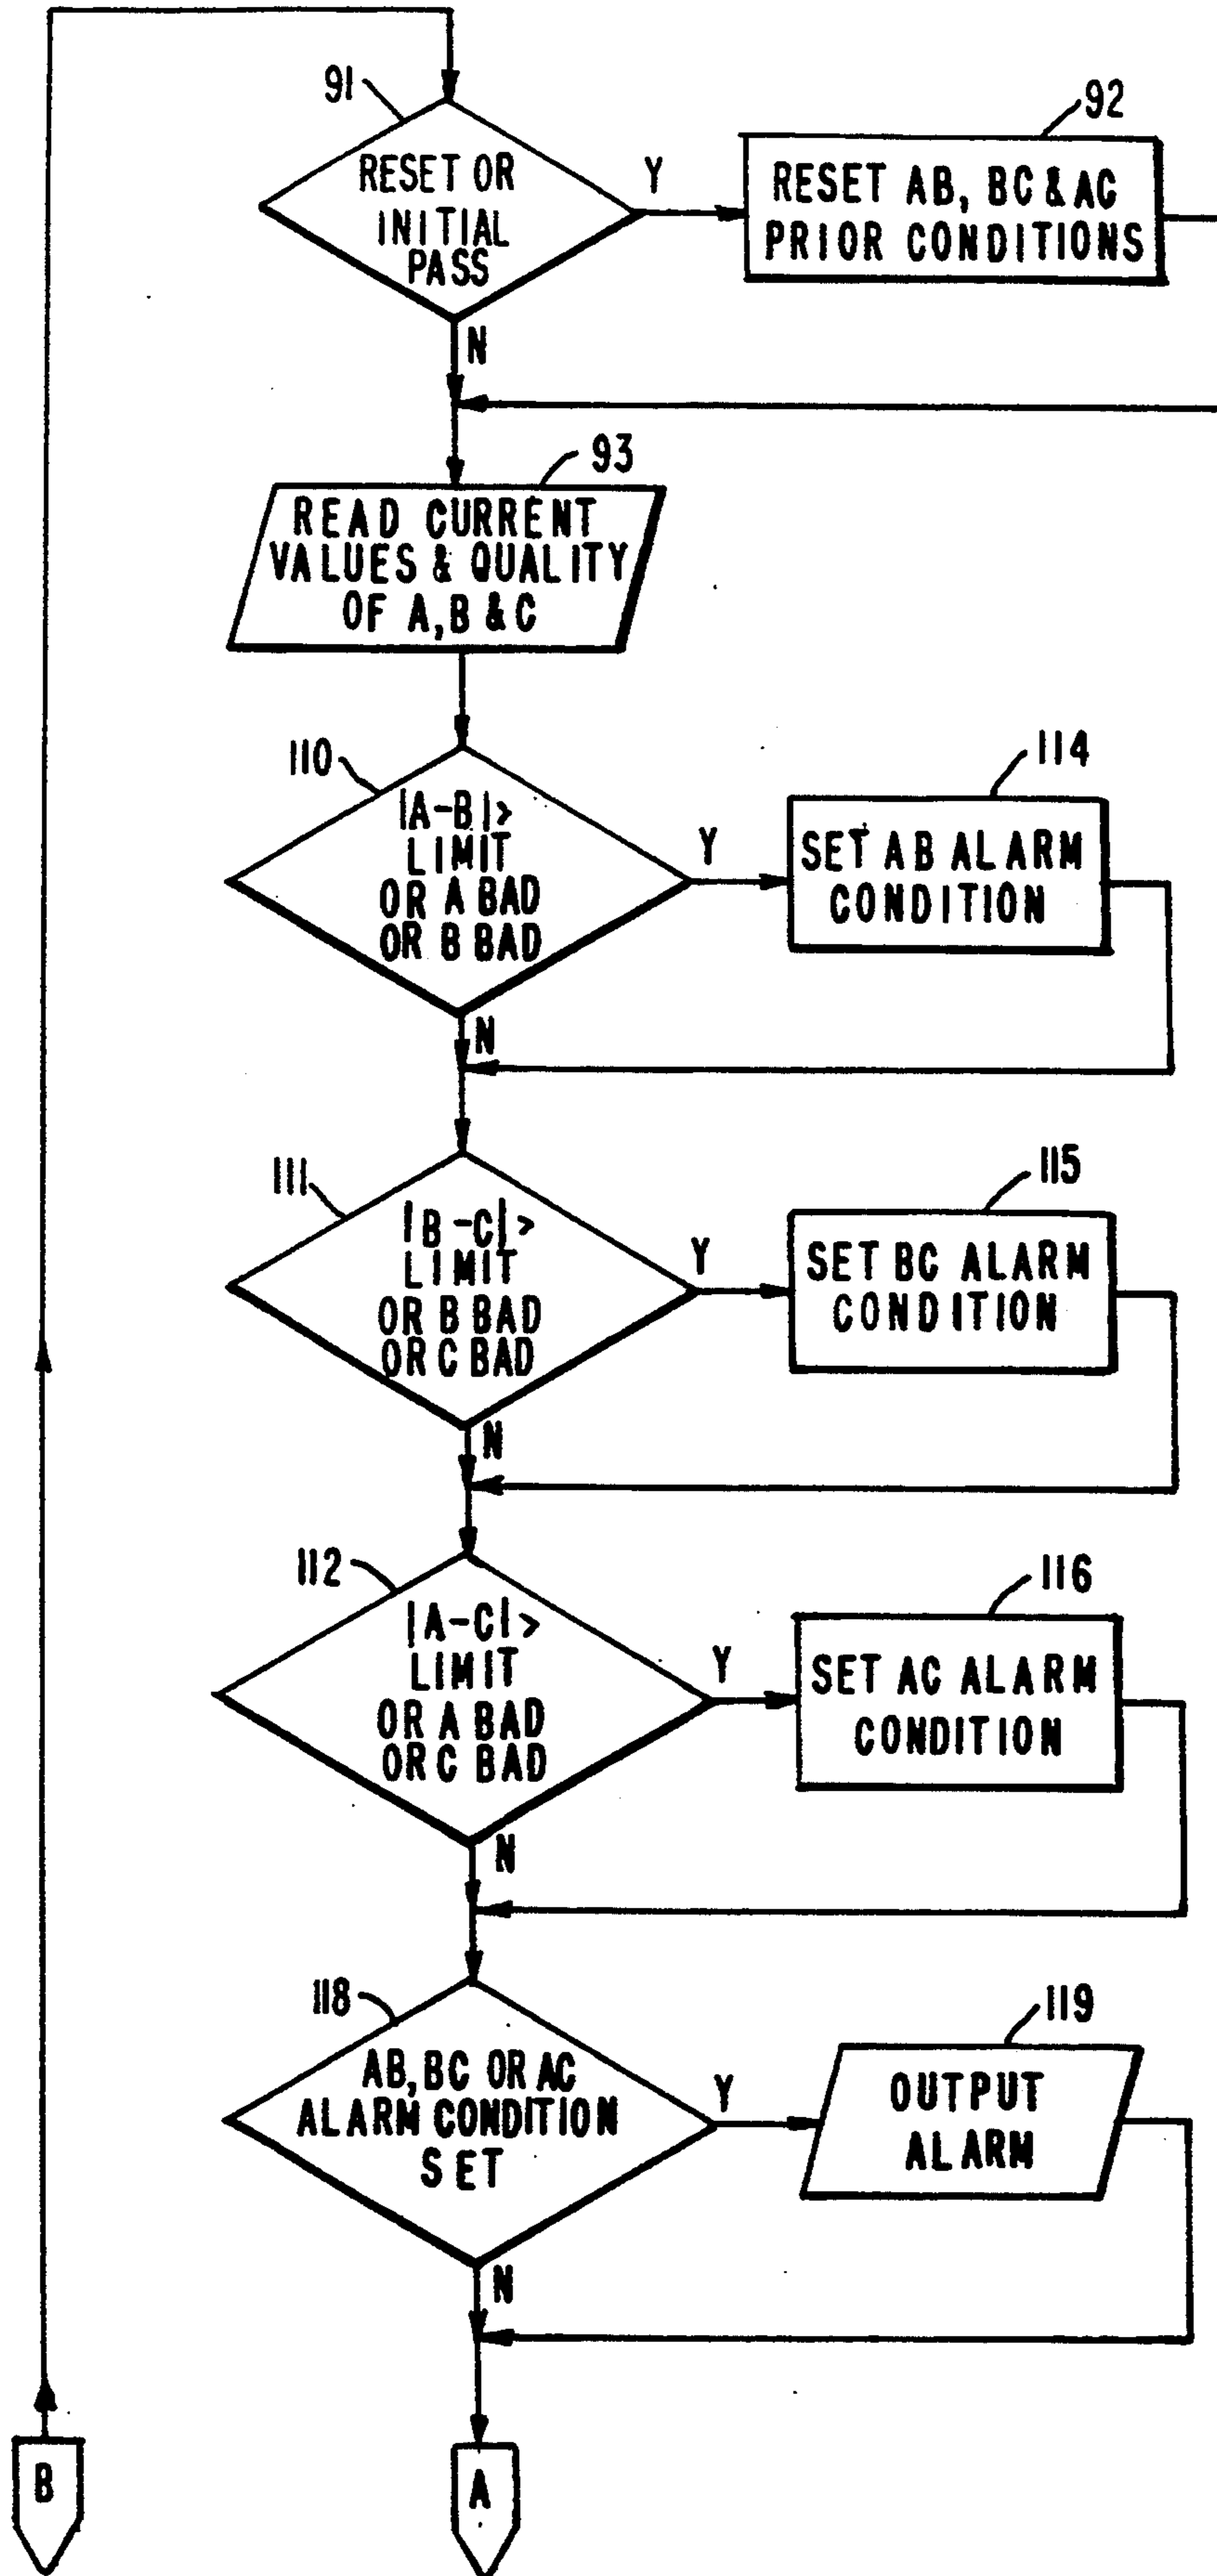 91
92
RESET OR
INITIAL
PASS
Y
RESET AB, BC & AC
PRIOR CONDITIONS
N
93
READ CURRENT
VALUES & QUALITY
OF A, B & C
110
114
|A-B|>
LIMIT
OR A BAD
OR B BAD
Y
SET AB ALARM
CONDITION
N
111
115
|B-C|>
LIMIT
OR B BAD
OR C BAD
Y
SET BC ALARM
CONDITION
N
112
116
|A-C|>
LIMIT
OR A BAD
OR C BAD
Y
SET AC ALARM
CONDITION
N
118
119
AB, BC OR AC
ALARM CONDITION
SET
Y
OUTPUT
ALARM
N
B
A